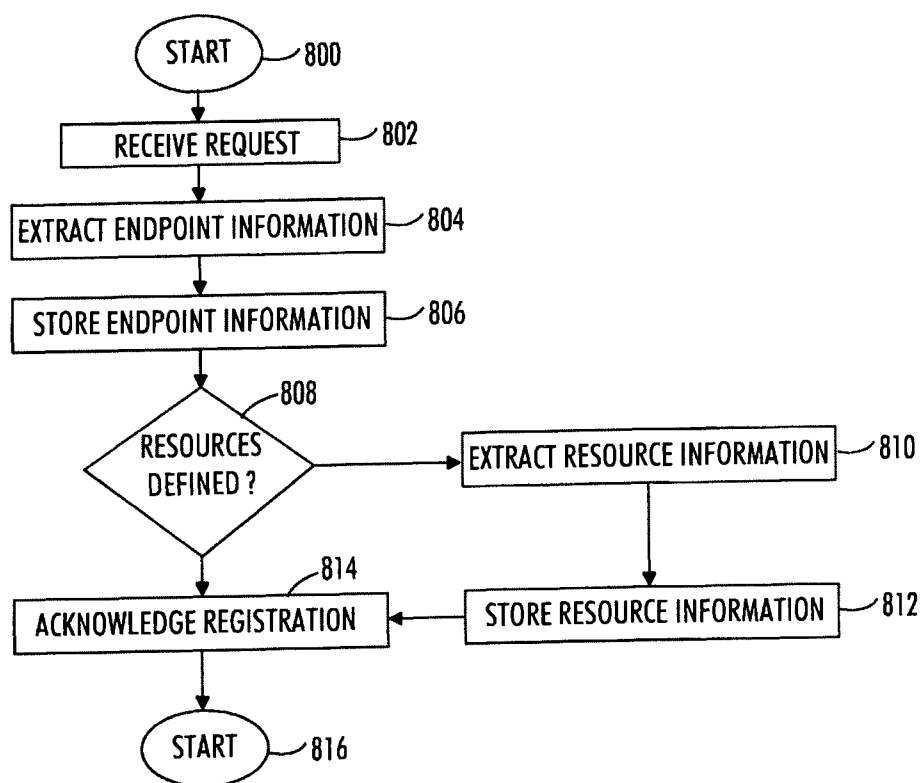 START
800
RECEIVE REQUEST
802
EXTRACT ENDPOINT INFORMATION
804
STORE ENDPOINT INFORMATION
806
808
RESOURCES
DEFINED ?
EXTRACT RESOURCE INFORMATION
810
814
ACKNOWLEDGE REGISTRATION
STORE RESOURCE INFORMATION
812
START
816